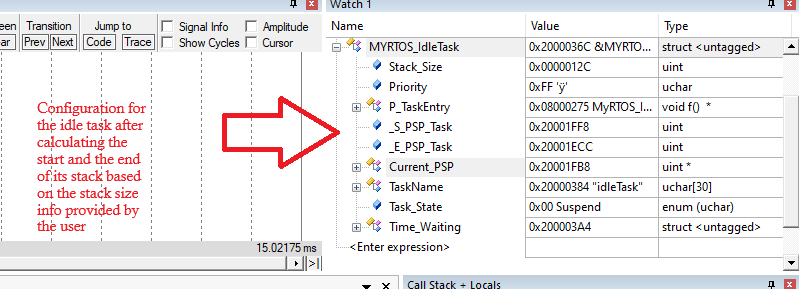 een
Transition
Jump to
Signal Info
Amplitude
ar
Prev
Next
Code
Trace
Show Cycles
Cursor
Configuration for
the idle task after
calculating the
start and the end
of its stack based
on the stack size
info provided by
the user
15.02175 ms
Watch 1
Name Value Type
MYRTOS_IdleTask 0x2000036C &MYRTO... struct <untagged>
Stack_Size 0x0000012C uint
Priority 0xFF 'ÿ' uchar
P_TaskEntry 0x08000275 MyRTOS_I... void f() *
_S_PSP_Task 0x20001FF8 uint
_E_PSP_Task 0x20001ECC uint
Current_PSP 0x20001FB8 uint *
TaskName 0x20000384 "idleTask" uchar[30]
Task_State 0x00 Suspend enum (uchar)
Time_Waiting 0x200003A4 struct <untagged>
<Enter expression>
Call Stack + Locals